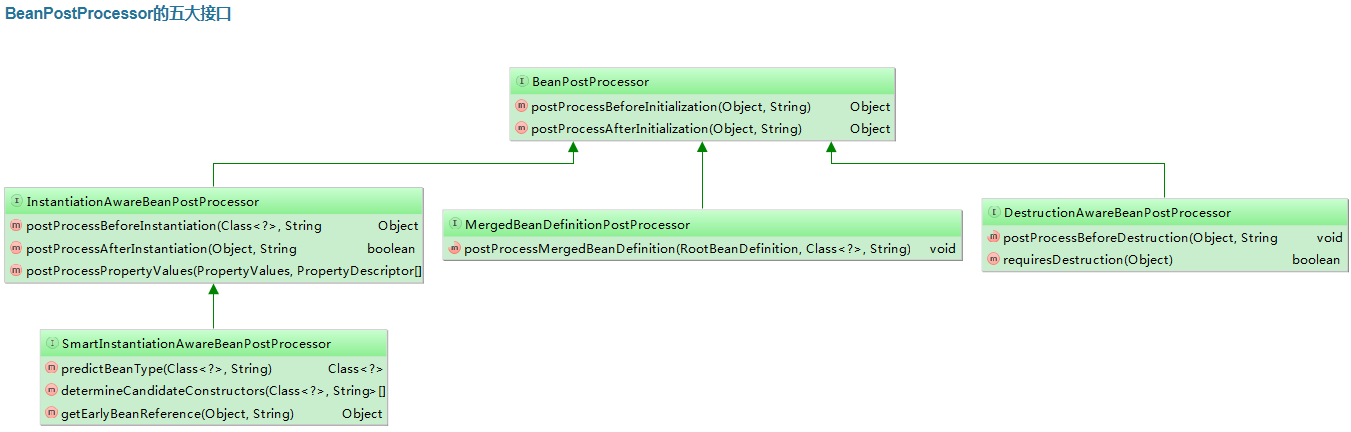 BeanPostProcessor的五大接口
BeanPostProcessor
postProcessBeforeInitialization(Object, String) Object
postProcessAfterInitialization(Object, String) Object
InstantiationAwareBeanPostProcessor
postProcessBeforeInstantiation(Class<?>, String Object
postProcessAfterInstantiation(Object, String boolean
postProcessPropertyValues(PropertyValues, PropertyDescriptor[]
MergedBeanDefinitionPostProcessor
postProcessMergedBeanDefinition(RootBeanDefinition, Class<?>, String) void
DestructionAwareBeanPostProcessor
postProcessBeforeDestruction(Object, String void
requiresDestruction(Object) boolean
SmartInstantiationAwareBeanPostProcessor
predictBeanType(Class<?>, String) Class<?>
determineCandidateConstructors(Class<?>, String>[]
getEarlyBeanReference(Object, String) Object